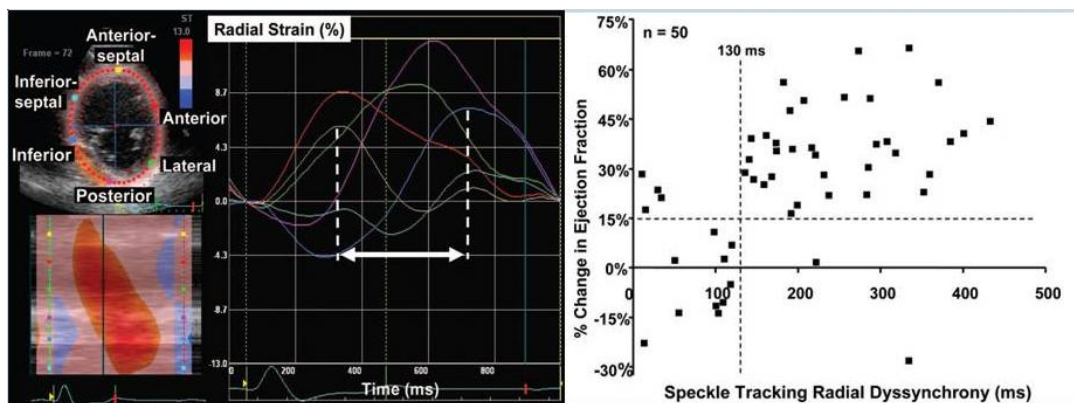 ST
13.0
Frame = 72
Anterior-
septal
Inferior-
septal
Anterior
Inferior
Lateral
Posterior
%
Radial Strain (%)
8.7
0.0
4.3
8.7
-13.0
200
400
600
800
Time (ms)
n = 50
130 ms
% Change in Ejection Fraction
75%
60%
45%
30%
15%
0%
-15%
-30%
0
100
200
300
400
500
Speckle Tracking Radial Dyssynchrony (ms)